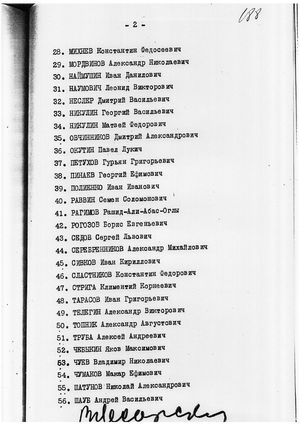 - 2 -
188
28. МИХНЕВ Константин Федосеевич
29. МОРДВИНОВ Александр Николаевич
30. НАЙМУШИН Иван Данилович
31. НАУМОВИЧ Леонид Викторович
32. НЕСЛЕР Дмитрий Васильевич
33. НИКУЛИН Георгий Васильевич
34. НИКУЛИН Матвей Федорович
35. ОВЧИННИКОВ Дмитрий Александрович
36. ОКУТИН Павел Лукич
37. ПЕТУХОВ Гурьян Григорьевич
38. ПИНАЕВ Георгий Ефимович
39. ПОЛИЕНКО Иван Иванович
40. РАВВИН Семен Соломонович
41. РАГИМОВ Рашид-Али-Абас-Оглы
42. РОГОЗОВ Борис Евгеньевич
43. СЕДОВ Сергей Львович
44. СЕРЕБРЕННИКОВ Александр Михайлович
45. СИВКОВ Иван Кириллович
46. СЛАСТНИКОВ Константин Федорович
47. СТРИГА Климентий Корнеевич
48. ТАРАСОВ Иван Григорьевич
49. ТЕЛЕГИН Александр Викторович
50. ТОПНИК Александр Августович
51. ТРУБА Алексей Андреевич
52. ЧЕБЫКИН Яков Максимович
53. ЧУЕВ Владимир Николаевич
54. ЧУМАКОВ Макар Ефимович
55. ШАТУНОВ Николай Александрович
56. ШАУБ Андрей Васильевич